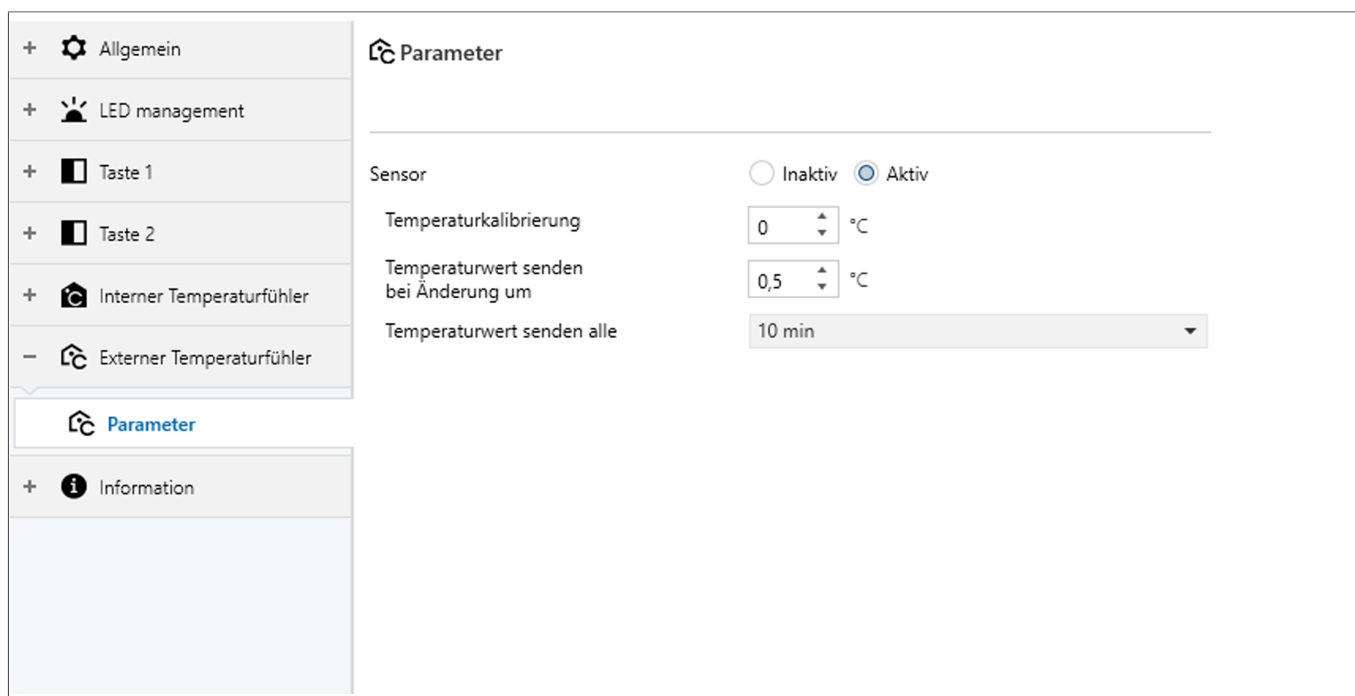 Allgemein
LED management
Taste 1
Taste 2
Interner Temperaturfühler
Externer Temperaturfühler
Parameter
Information
Parameter
Sensor
Inaktiv Aktiv
Temperaturkalibrierung
0 °C
Temperaturwert senden
bei Änderung um
0,5 °C
Temperaturwert senden alle
10 min